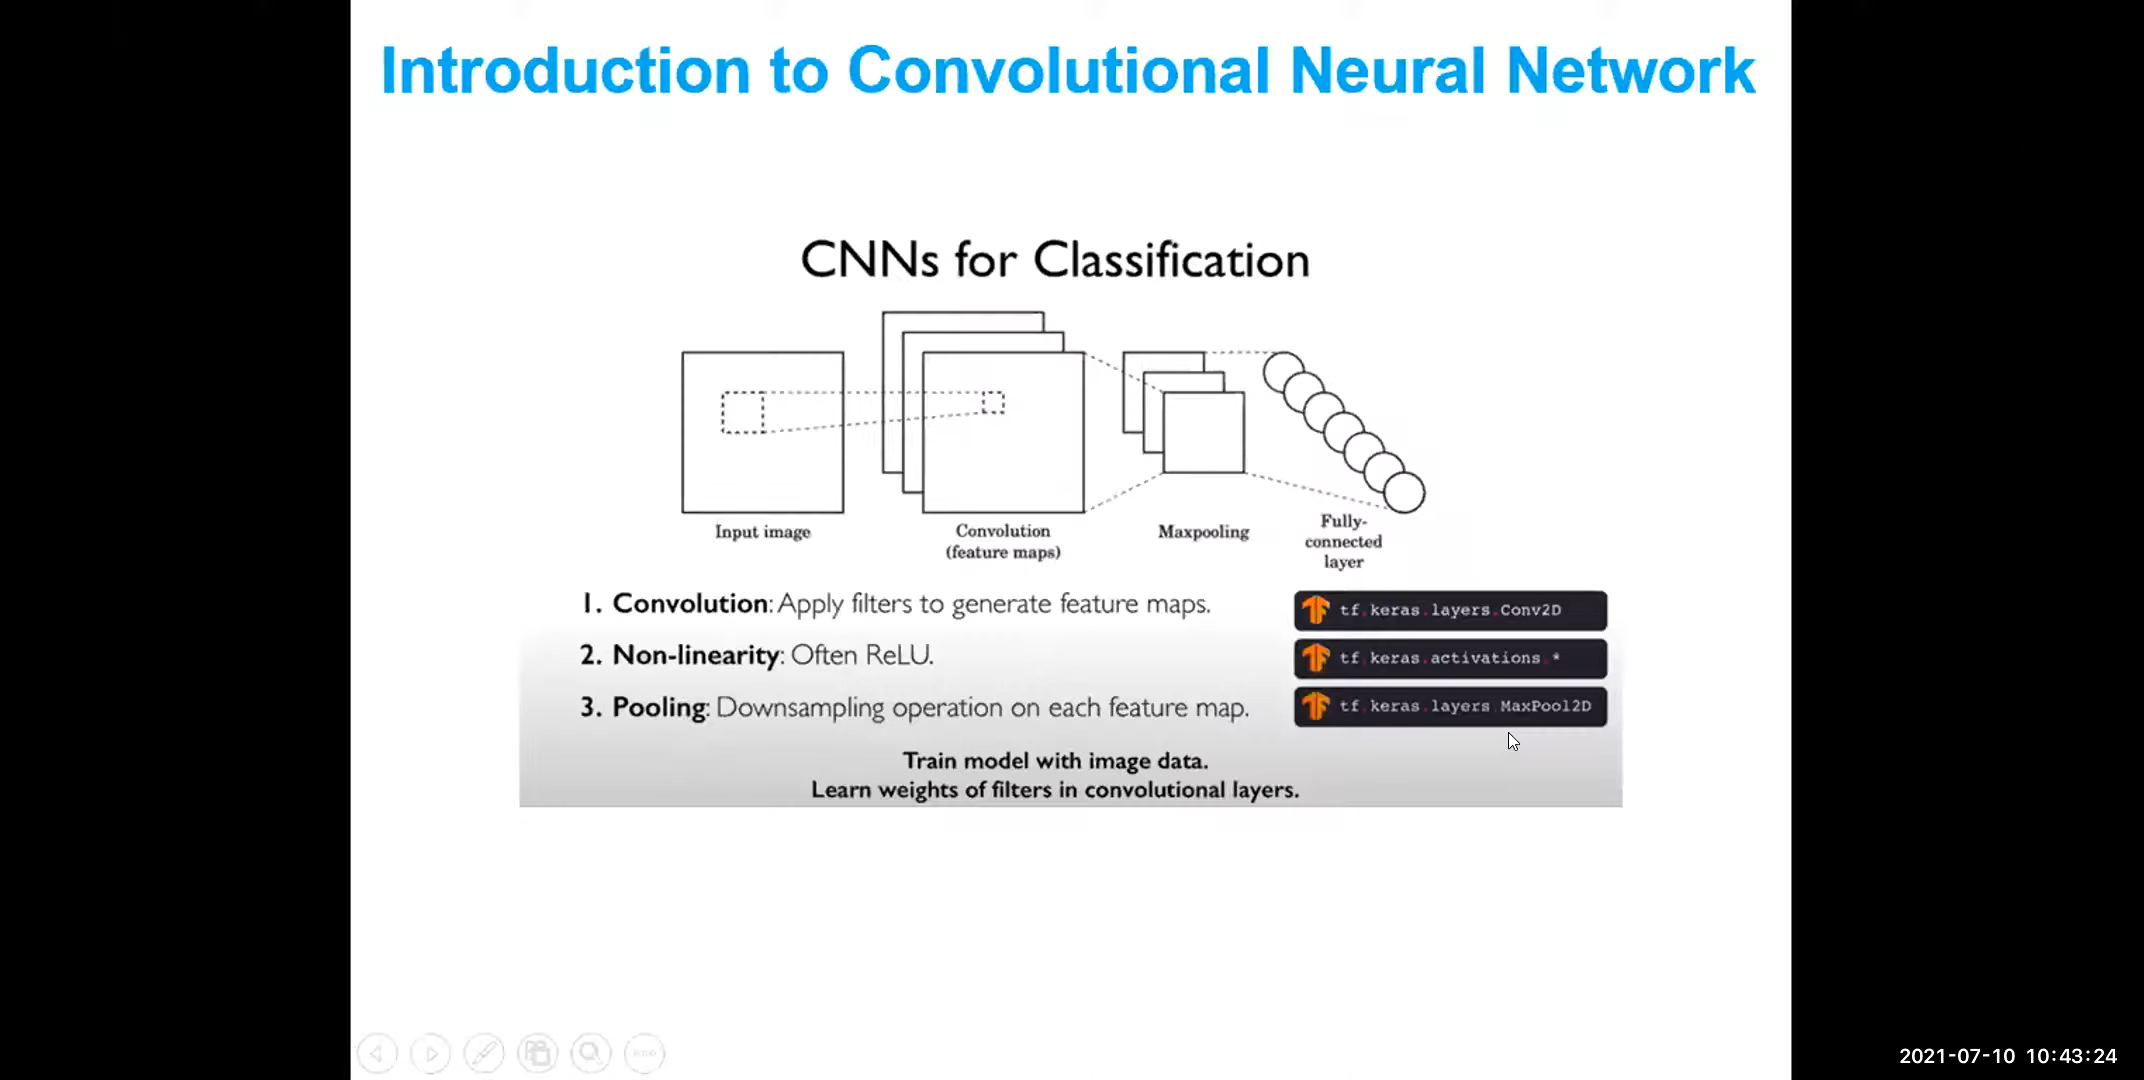 Introduction to Convolutional Neural Network
CNNs for Classification
Input image
Convolution
(feature maps)
Maxpooling
Fully-
connected
layer
1. Convolution: Apply filters to generate feature maps.
tf.keras.layers.Conv2D
2. Non-linearity: Often ReLU.
tf.keras.activations.*
3. Pooling: Downsampling operation on each feature map.
tf.keras.layers.MaxPool2D
Train model with image data.
Learn weights of filters in convolutional layers.
2021-07-10 10:43:24